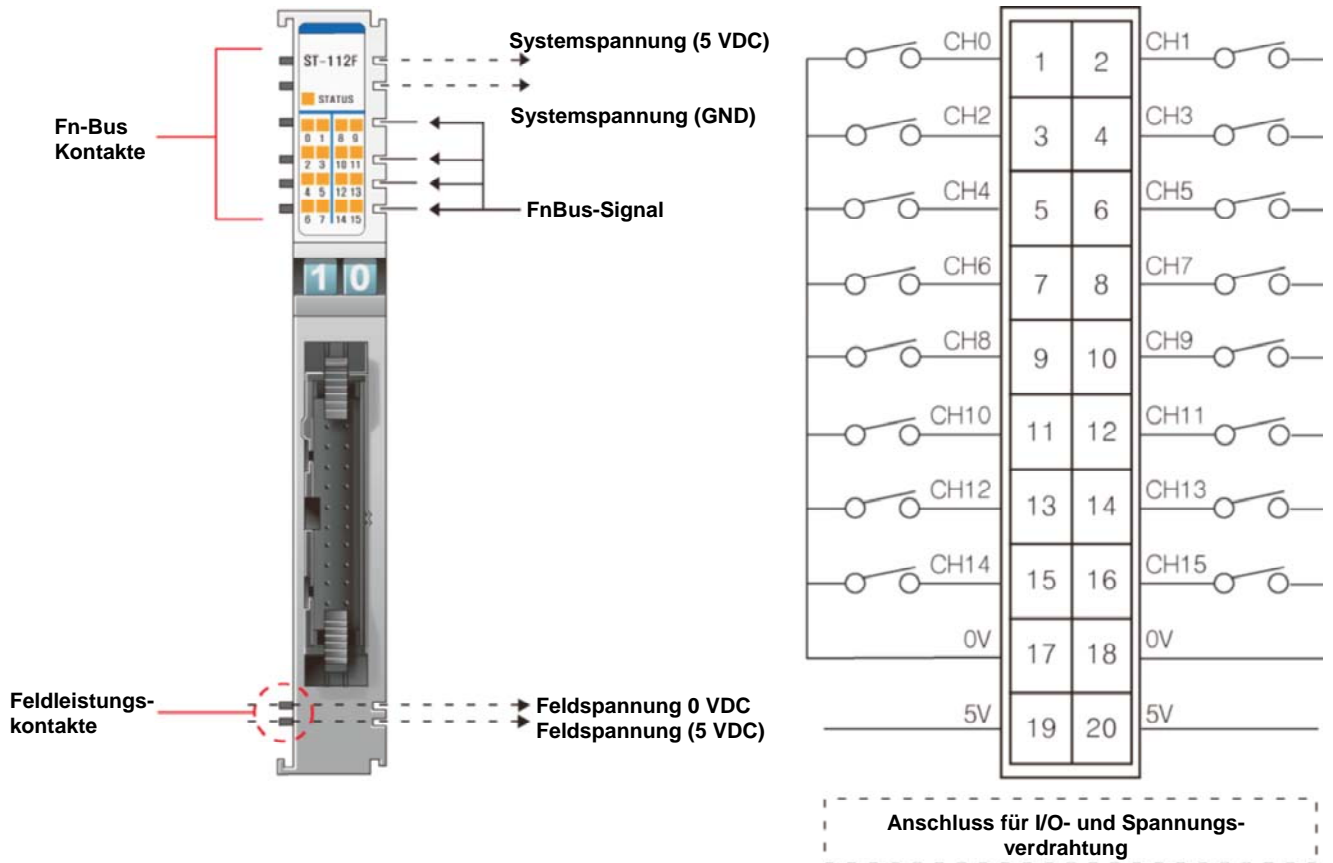 ST-112F
STATUS
0 1 8 9
2 3 10 11
4 5 12 13
6 7 14 15
1 0
Fn-Bus
Kontakte
Systemspannung (5 VDC)
Systemspannung (GND)
FnBus-Signal
Feldleistungs-
kontakte
Feldspannung 0 VDC
Feldspannung (5 VDC)
CH0 1 2 CH1
CH2 3 4 CH3
CH4 5 6 CH5
CH6 7 8 CH7
CH8 9 10 CH9
CH10 11 12 CH11
CH12 13 14 CH13
CH14 15 16 CH15
0V 17 18 0V
5V 19 20 5V
Anschluss für I/O- und Spannungs-
verdrahtung